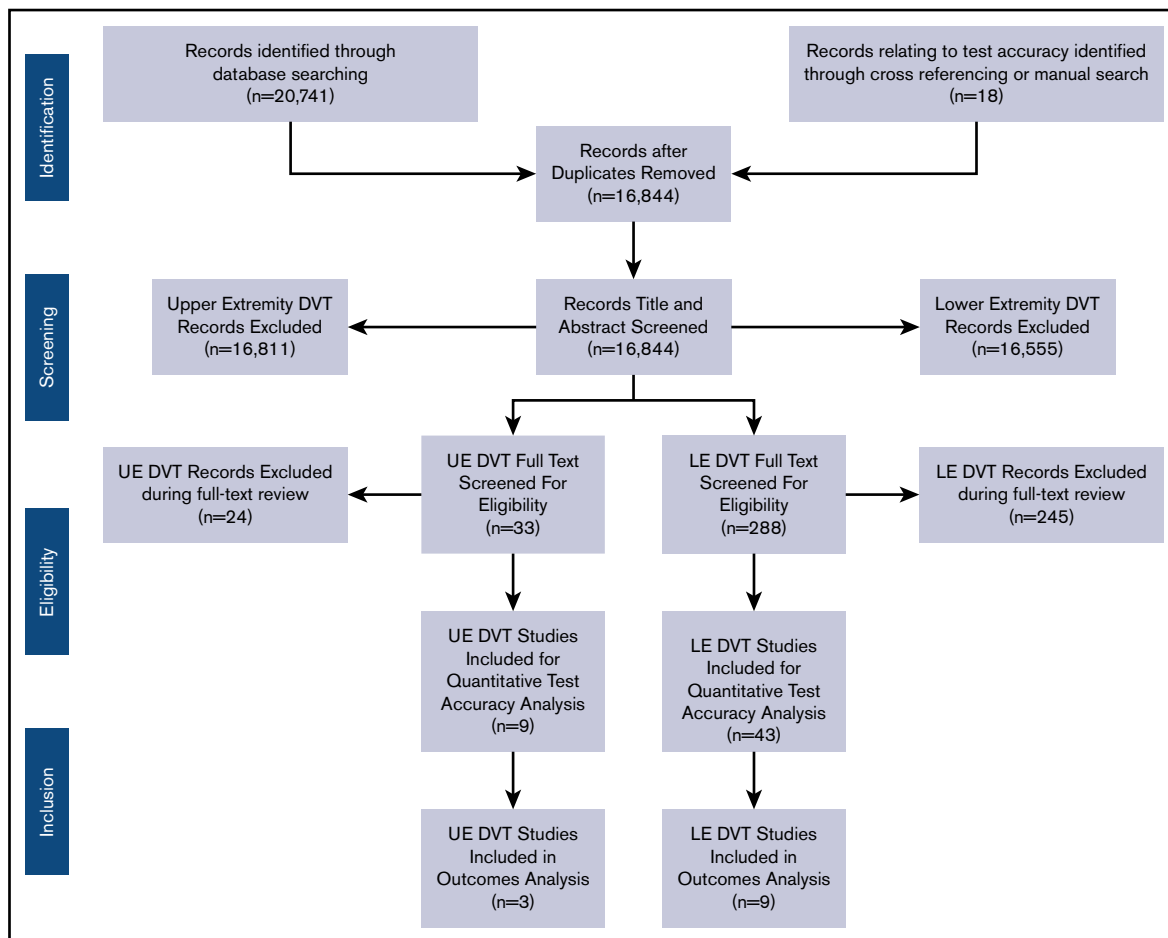 Identification
Records identified through
database searching
(n=20,741)
Records relating to test accuracy identified
through cross referencing or manual search
(n=18)
Records after
Duplicates Removed
(n=16,844)
Screening
Upper Extremity DVT
Records Excluded
(n=16,811)
Records Title and
Abstract Screened
(n=16,844)
Lower Extremity DVT
Records Excluded
(n=16,555)
Eligibility
UE DVT Records Excluded
during full-text review
(n=24)
UE DVT Full Text
Screened For
Eligibility
(n=33)
LE DVT Full Text
Screened For
Eligibility
(n=288)
LE DVT Records Excluded
during full-text review
(n=245)
UE DVT Studies
Included for
Quantitative Test
Accuracy Analysis
(n=9)
LE DVT Studies
Included for
Quantitative Test
Accuracy Analysis
(n=43)
Inclusion
UE DVT Studies
Included in
Outcomes Analysis
(n=3)
LE DVT Studies
Included in
Outcomes Analysis
(n=9)